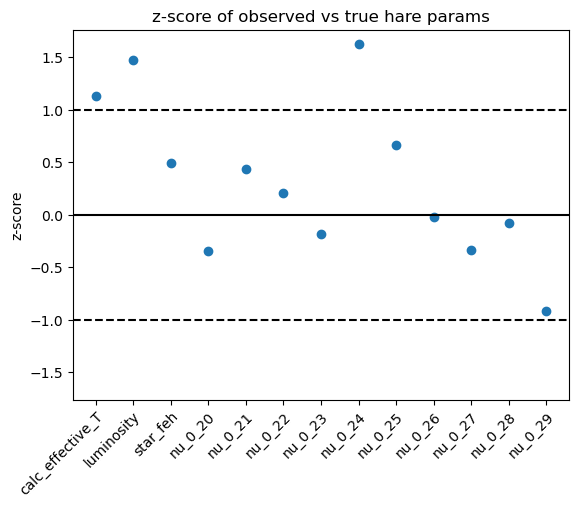 z-score of observed vs true hare params
z-score
1.5
1.0
0.5
0.0
−0.5
−1.0
−1.5
calc_effective_T
luminosity
star_feh
nu_0_20
nu_0_21
nu_0_22
nu_0_23
nu_0_24
nu_0_25
nu_0_26
nu_0_27
nu_0_28
nu_0_29